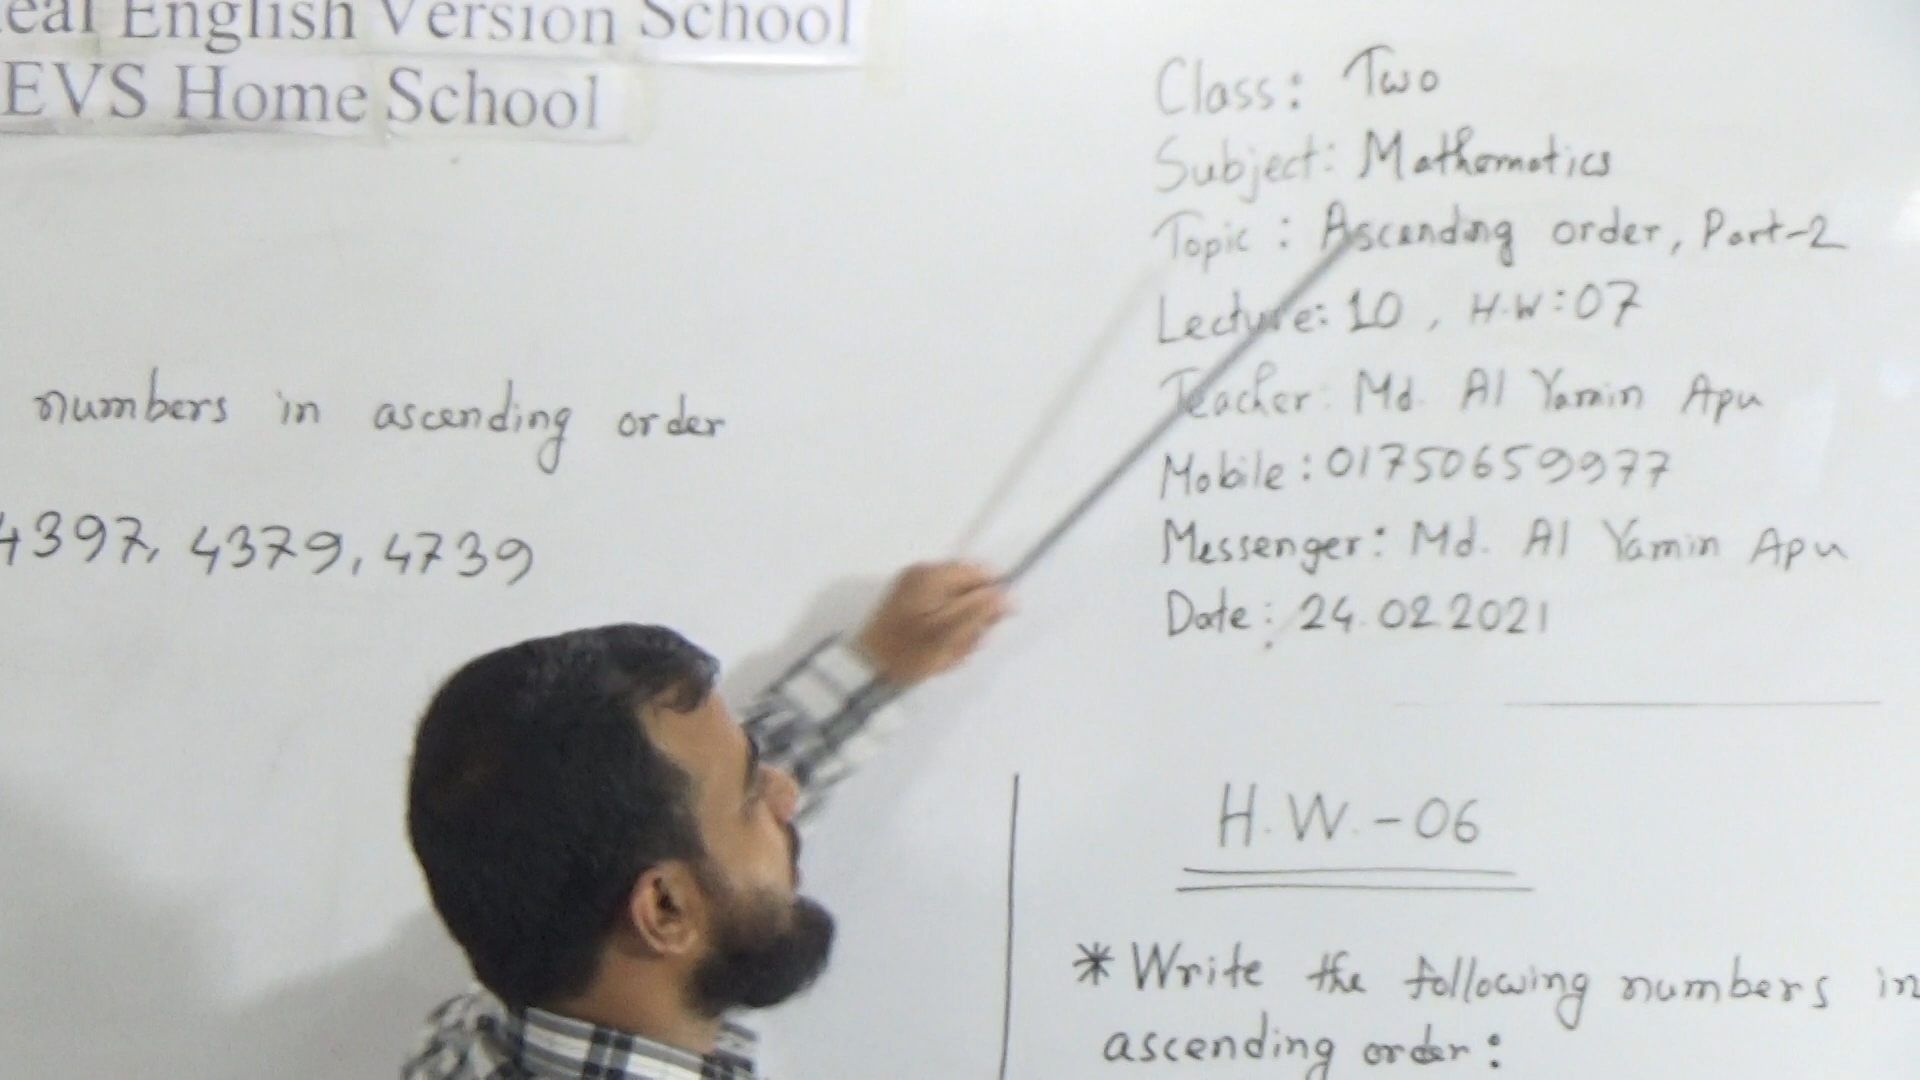 English Version School
EVS Home School
numbers in ascending order
4397, 4379, 4739
Class: Two
Subject: Mathematics
Topic : Ascending order, Part-2
Lecture: 10 , H.W:07
Teacher: Md. Al Yamin Apu
Mobile : 01750659977
Messenger: Md. Al Yamin Apu
Date: 24.02.2021
H.W.-06
* Write the following numbers in
ascending order: